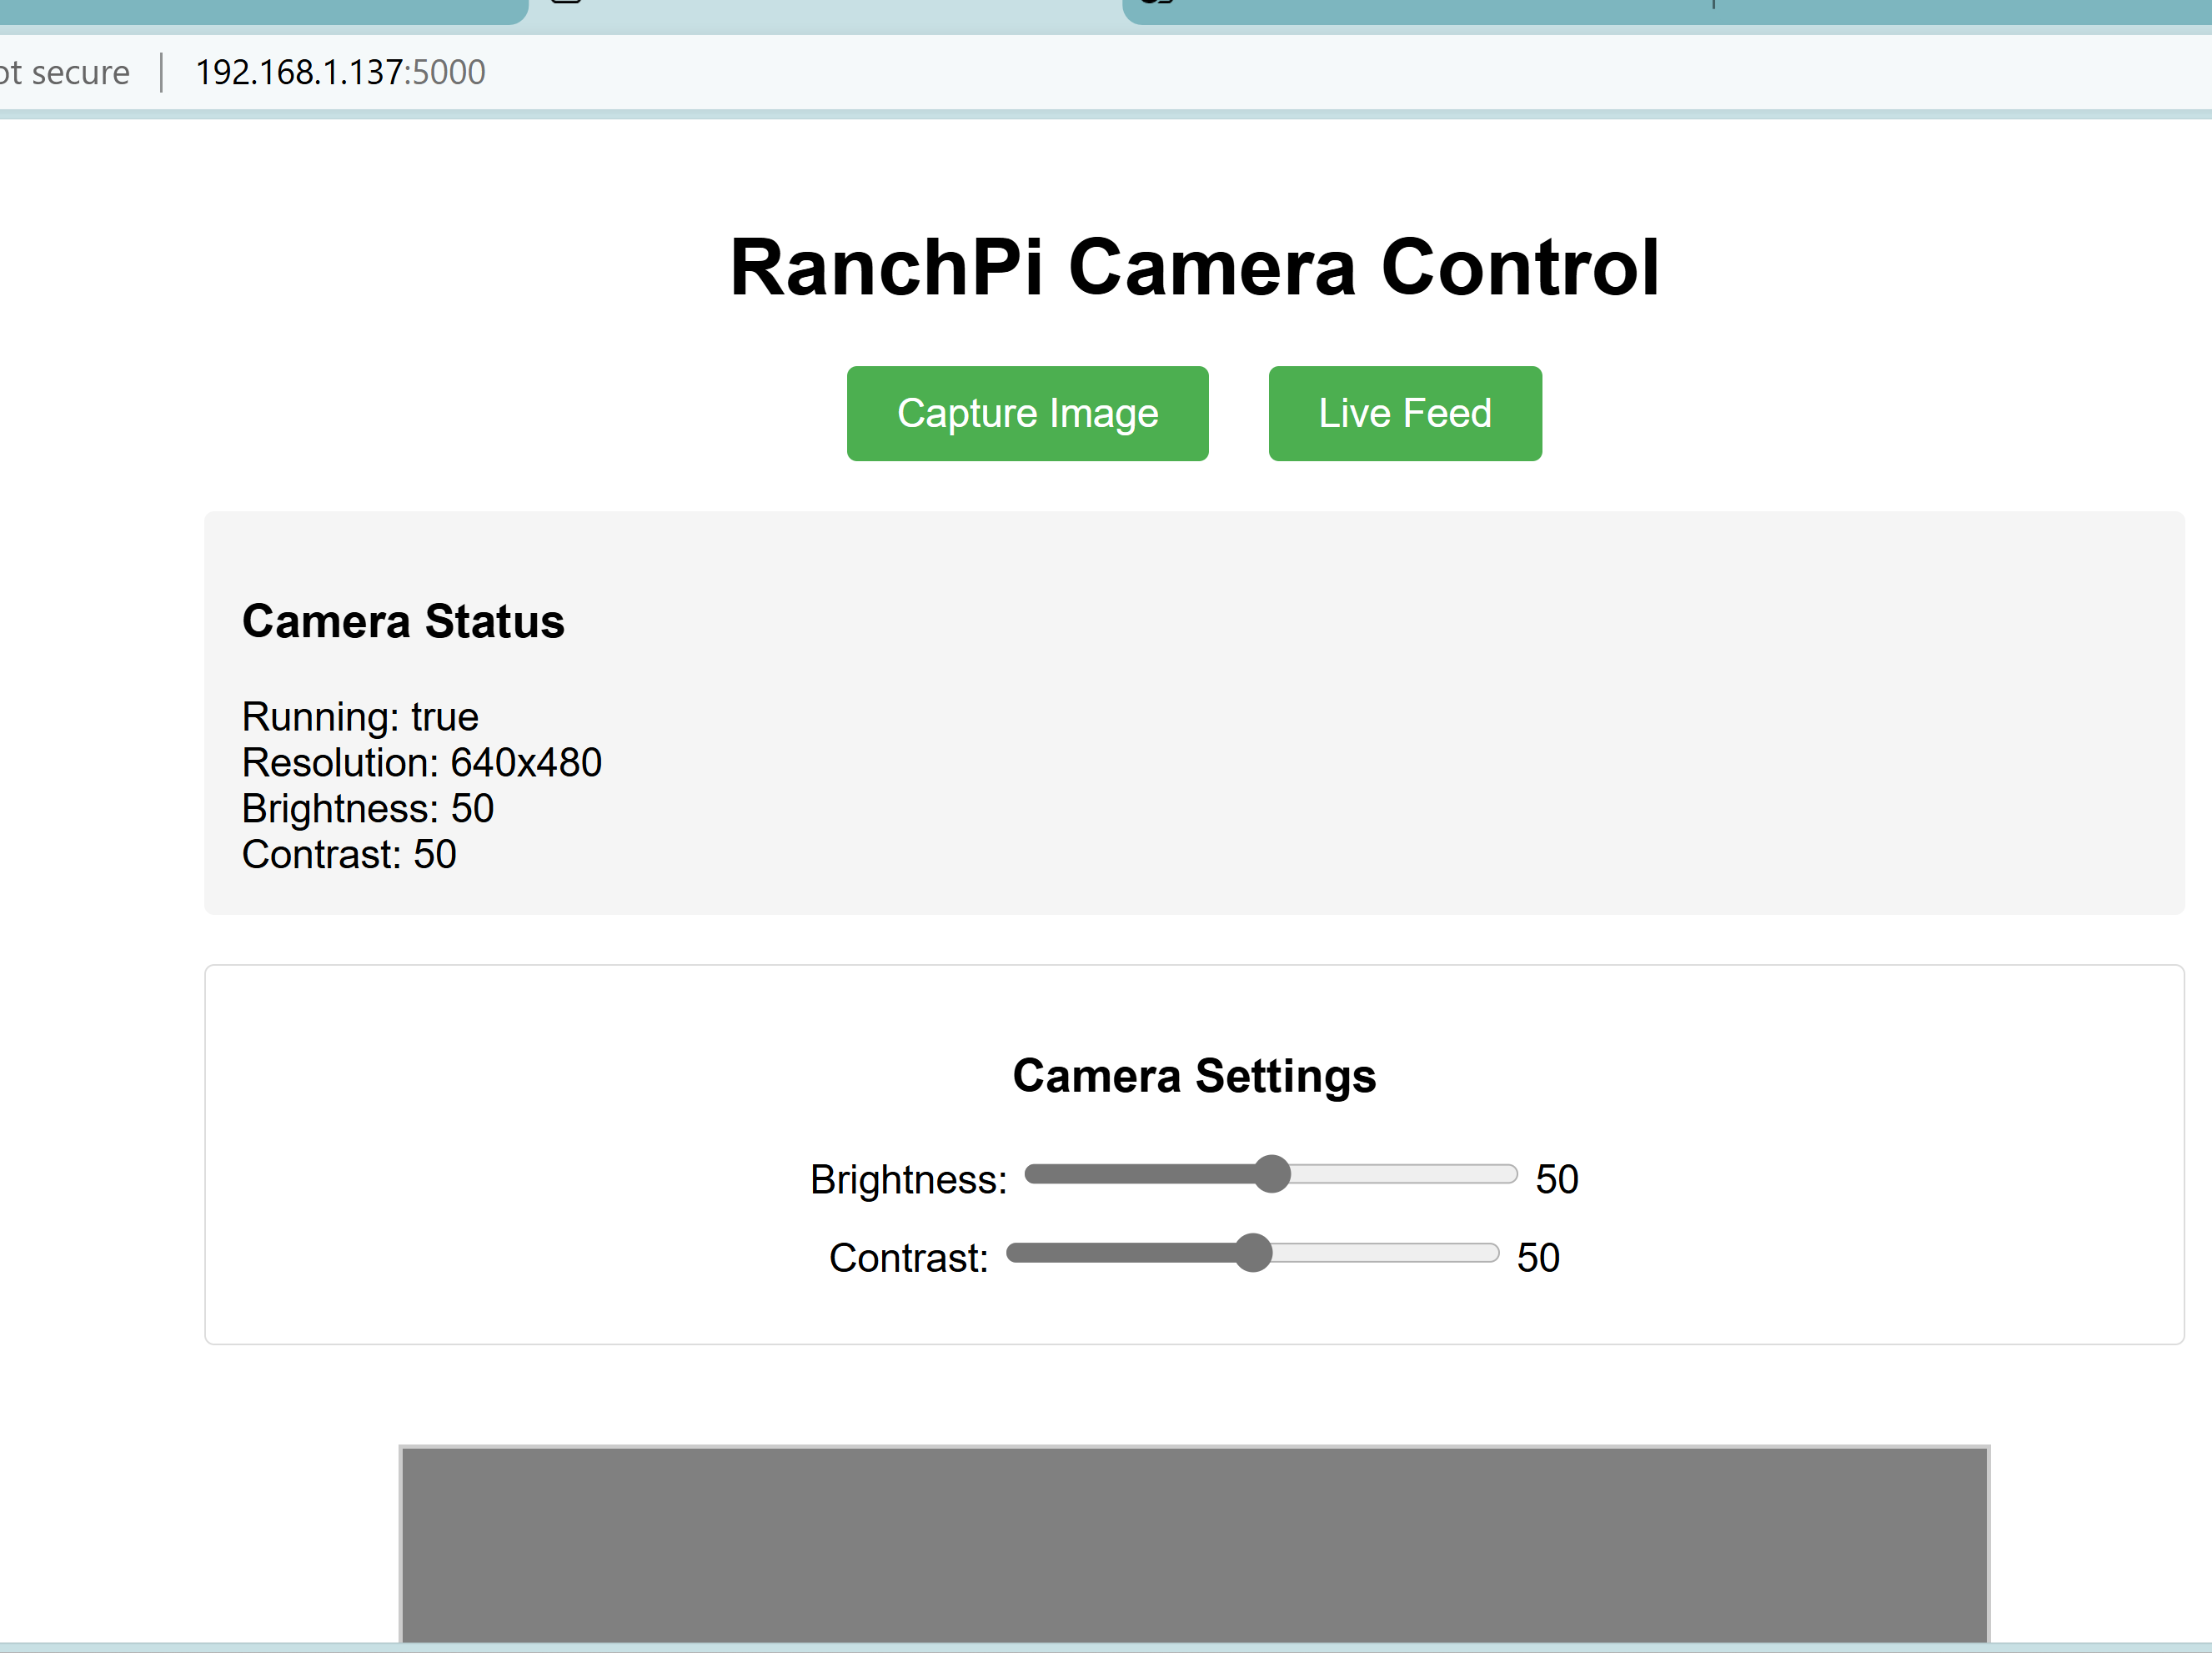 ot secure 192.168.1.137:5000
RanchPi Camera Control
Capture Image Live Feed
Camera Status
Running: true
Resolution: 640x480
Brightness: 50
Contrast: 50
Camera Settings
Brightness: 50
Contrast: 50